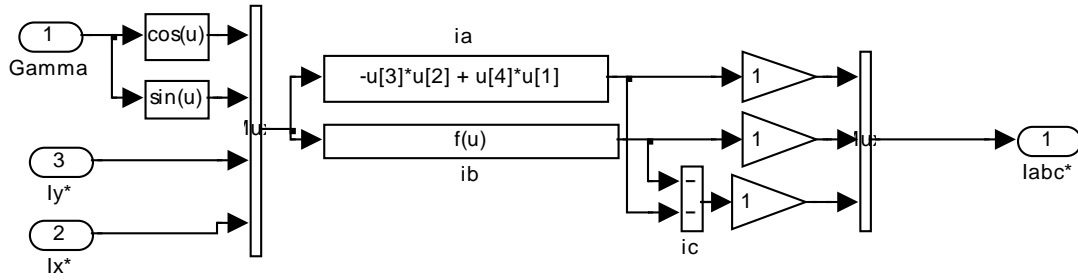 1
cos(u)
Gamma
sin(u)
3
Iy*
2
Ix*
ia
-u[3]*u[2] + u[4]*u[1]
f(u)
ib
−
−
ic
1
1
1
1
Iabc*